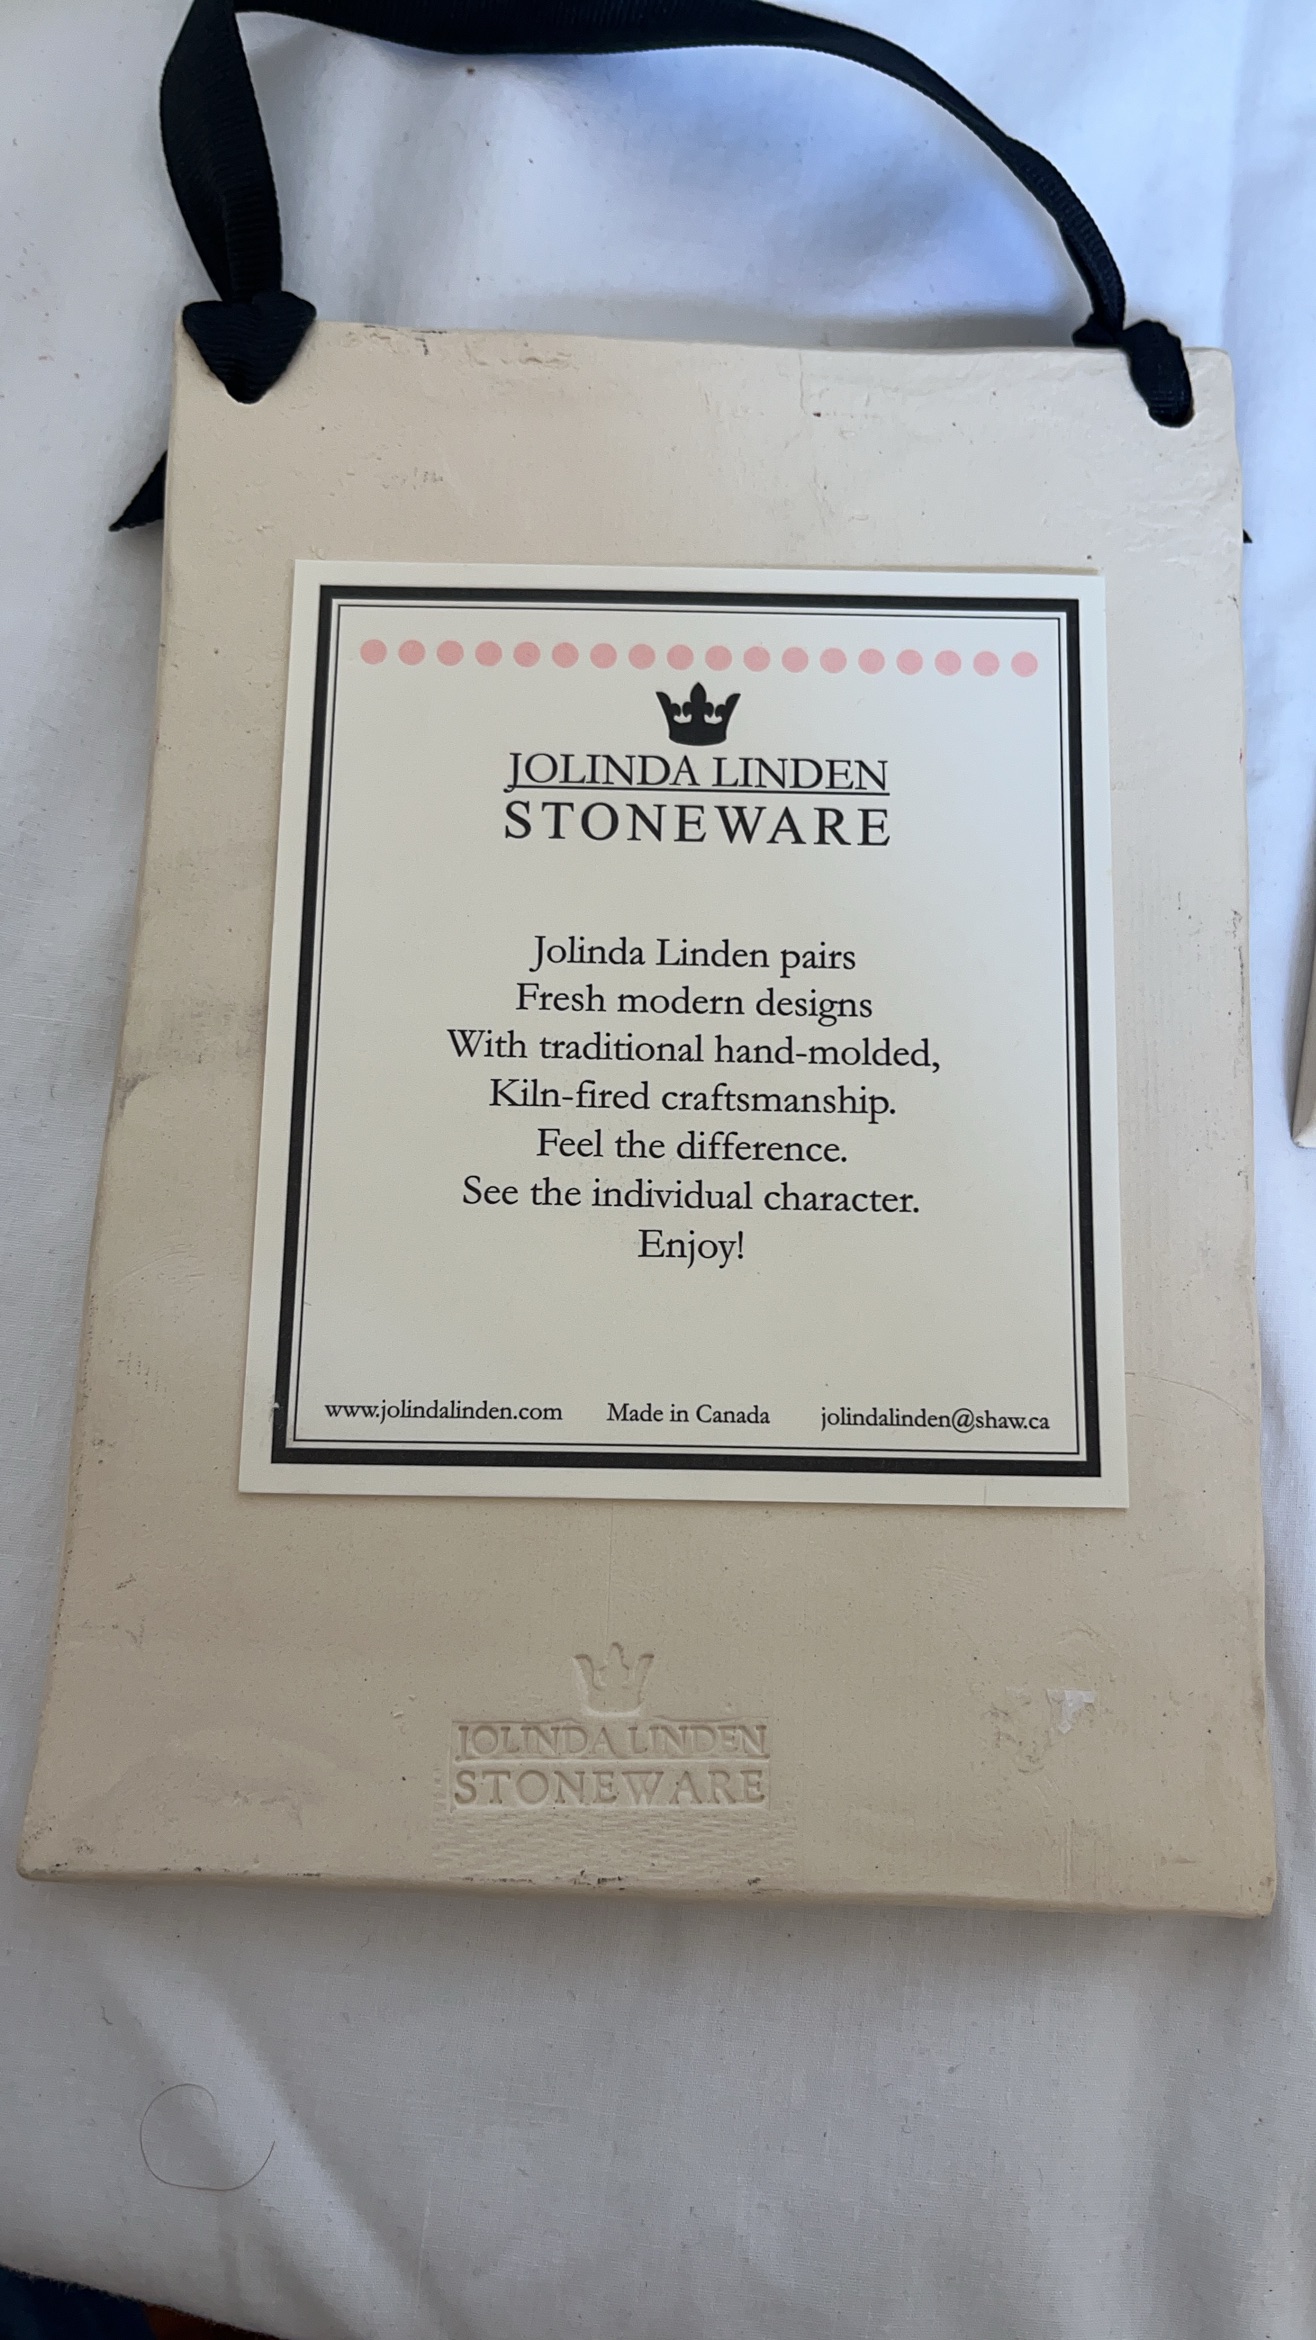 JOLINDA LINDEN
STONEWARE
Jolinda Linden pairs
Fresh modern designs
With traditional hand-molded,
Kiln-fired craftsmanship.
Feel the difference.
See the individual character.
Enjoy!
www.jolindalinden.com Made in Canada jolindalinden@shaw.ca
JOLINDA LINDEN
STONEWARE